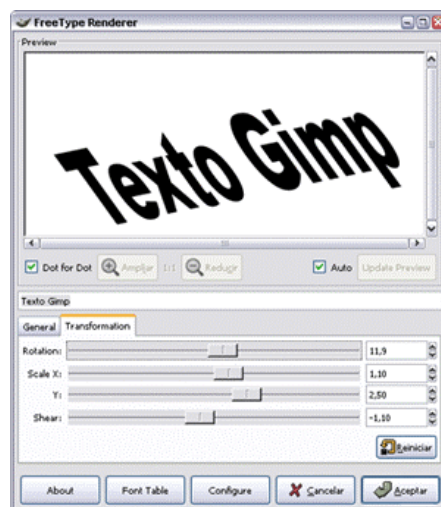 FreeType Renderer
Preview
Texto Gimp
Dot for Dot Ampliar 1:1 Reducir Auto Update Preview
Texto Gimp
General Transformation
Rotation: 11,9
Scale X: 1,10
Y: 2,50
Shear: -1,10
Reiniciar
About Font Table Configure Cancelar Aceptar